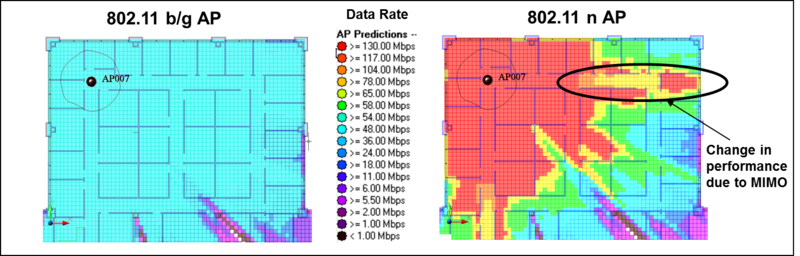 802.11 b/g AP
Data Rate
802.11 n AP
AP Predictions --
>= 130.00 Mbps
>= 117.00 Mbps
>= 104.00 Mbps
>= 78.00 Mbps
>= 65.00 Mbps
>= 58.00 Mbps
>= 54.00 Mbps
>= 48.00 Mbps
>= 36.00 Mbps
>= 24.00 Mbps
>= 18.00 Mbps
>= 11.00 Mbps
>= 6.00 Mbps
>= 5.50 Mbps
>= 2.00 Mbps
>= 1.00 Mbps
< 1.00 Mbps
AP007
AP007
Change in
performance
due to MIMO